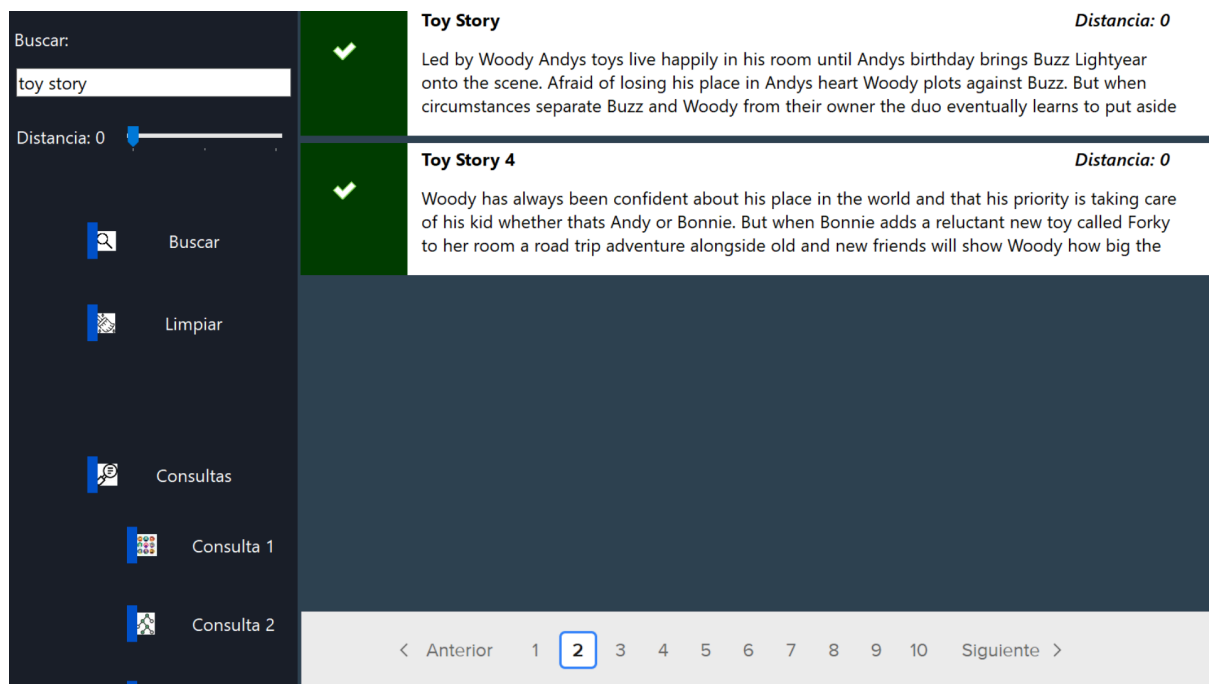 Buscar:
toy story
Distancia: 0
Buscar
Limpiar
Consultas
Consulta 1
Consulta 2
Toy Story Distancia: 0
Led by Woody Andys toys live happily in his room until Andys birthday brings Buzz Lightyear
onto the scene. Afraid of losing his place in Andys heart Woody plots against Buzz. But when
circumstances separate Buzz and Woody from their owner the duo eventually learns to put aside
Toy Story 4 Distancia: 0
Woody has always been confident about his place in the world and that his priority is taking care
of his kid whether thats Andy or Bonnie. But when Bonnie adds a reluctant new toy called Forky
to her room a road trip adventure alongside old and new friends will show Woody how big the
< Anterior 1 2 3 4 5 6 7 8 9 10 Siguiente >